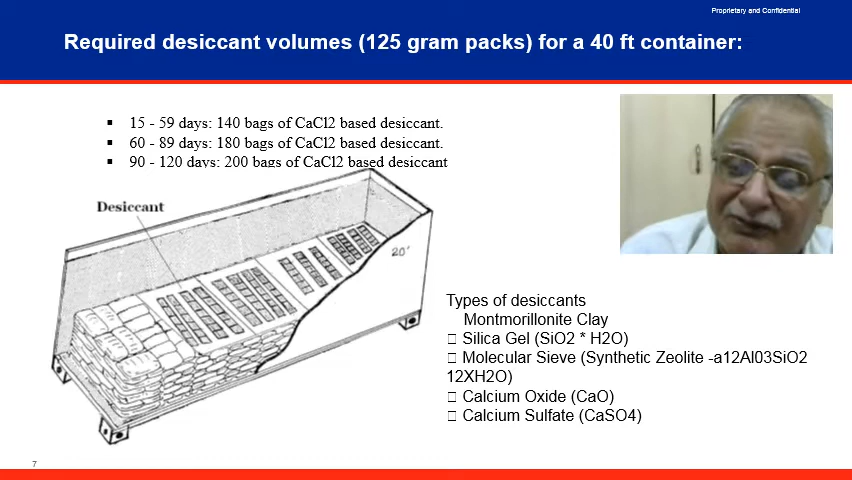 Proprietary and Confidential
Required desiccant volumes (125 gram packs) for a 40 ft container:
▪ 15 - 59 days: 140 bags of CaCl2 based desiccant.
▪ 60 - 89 days: 180 bags of CaCl2 based desiccant.
▪ 90 - 120 days: 200 bags of CaCl2 based desiccant
Desiccant
20'
Types of desiccants
Montmorillonite Clay
□ Silica Gel (SiO2 * H2O)
□ Molecular Sieve (Synthetic Zeolite -a12Al03SiO2
12XH2O)
□ Calcium Oxide (CaO)
□ Calcium Sulfate (CaSO4)
7